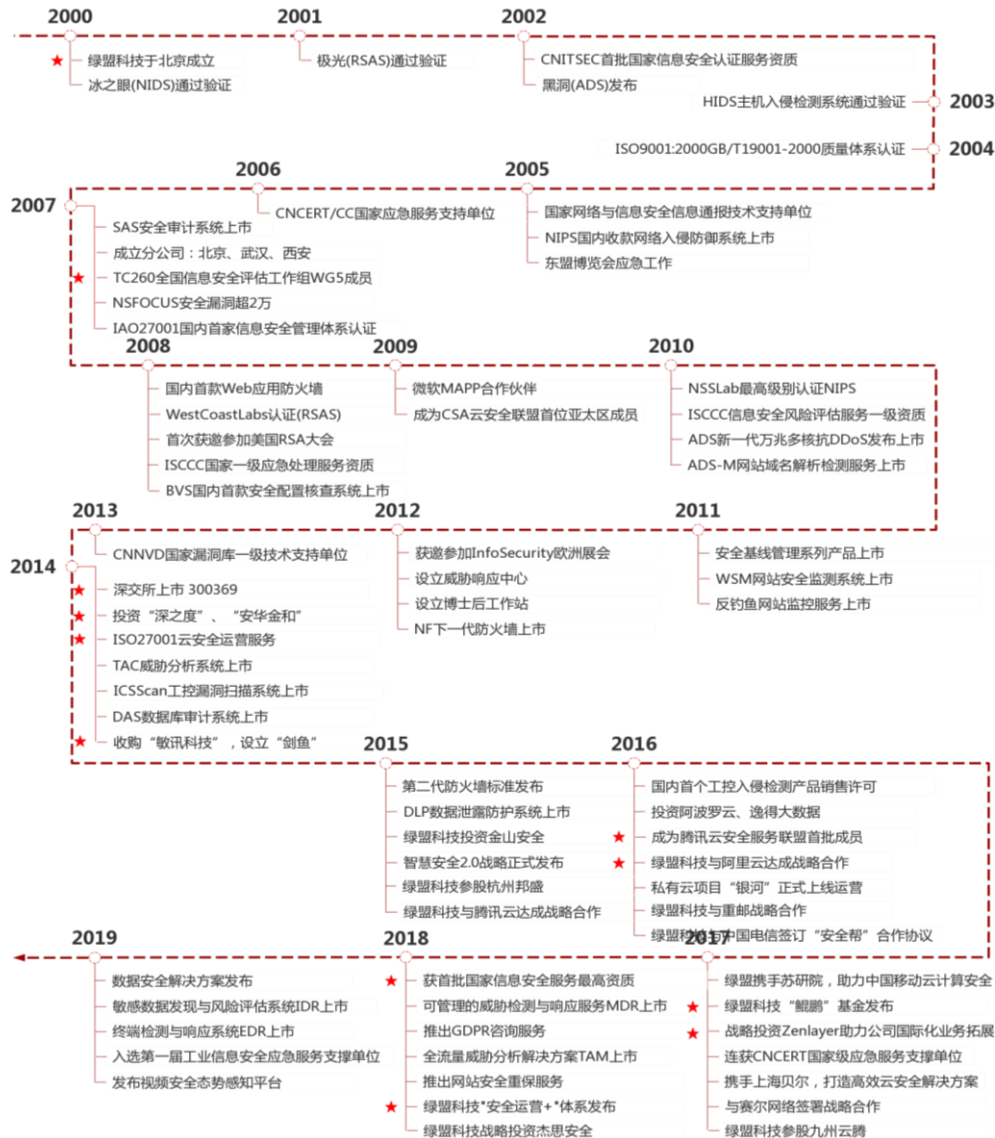 2000
绿盟科技于北京成立
冰之眼(NIDS)通过验证
2001
极光(RSAS)通过验证
2002
CNITSEC首批国家信息安全认证服务资质
黑洞(ADS)发布
2003
HIDS主机入侵检测系统通过验证
2004
ISO9001:2000GB/T19001-2000质量体系认证
2005
国家网络与信息安全信息通报技术支持单位
NIPS国内收款网络入侵防御系统上市
东盟博览会应急工作
2006
CNCERT/CC国家应急服务支持单位
2007
SAS安全审计系统上市
成立分公司：北京、武汉、西安
TC260全国信息安全评估工作组WG5成员
NSFOCUS安全漏洞超2万
IAO27001国内首家信息安全管理体系认证
2008
国内首款Web应用防火墙
WestCoastLabs认证(RSAS)
首次获邀参加美国RSA大会
ISCCC国家一级应急处理服务资质
BVS国内首款安全配置核查系统上市
2009
微软MAPP合作伙伴
成为CSA云安全联盟首位亚太区成员
2010
NSSLab最高级别认证NIPS
ISCCC信息安全风险评估服务一级资质
ADS新一代万兆多核抗DDoS发布上市
ADS-M网站域名解析检测服务上市
2011
安全基线管理系列产品上市
WSM网站安全监测系统上市
反钓鱼网站监控服务上市
2012
获邀参加InfoSecurity欧洲展会
设立威胁响应中心
设立博士后工作站
NF下一代防火墙上市
2013
CNNVD国家漏洞库一级技术支持单位
2014
深交所上市 300369
投资“深之度”、“安华金和”
ISO27001云安全运营服务
TAC威胁分析系统上市
ICSScan工控漏洞扫描系统上市
DAS数据库审计系统上市
收购“敏讯科技”，设立“剑鱼”
2015
第二代防火墙标准发布
DLP数据泄露防护系统上市
绿盟科技投资金山安全
智慧安全2.0战略正式发布
绿盟科技参股杭州邦盛
绿盟科技与腾讯云达成战略合作
2016
国内首个工控入侵检测产品销售许可
投资阿波罗云、逸得大数据
成为腾讯云安全服务联盟首批成员
绿盟科技与阿里云达成战略合作
私有云项目“银河”正式上线运营
绿盟科技与重邮战略合作
绿盟科技与中国电信签订“安全帮”合作协议
2017
绿盟携手苏研院，助力中国移动云计算安全
绿盟科技“鲲鹏”基金发布
战略投资Zenlayer助力公司国际化业务拓展
连获CNCERT国家级应急服务支撑单位
携手上海贝尔，打造高效云安全解决方案
与赛尔网络签署战略合作
绿盟科技参股九州云腾
2018
获首批国家信息安全服务最高资质
可管理的威胁检测与响应服务MDR上市
推出GDPR咨询服务
全流量威胁分析解决方案TAM上市
推出网站安全重保服务
绿盟科技"安全运营+"体系发布
绿盟科技战略投资杰思安全
2019
数据安全解决方案发布
敏感数据发现与风险评估系统IDR上市
终端检测与响应系统EDR上市
入选第一届工业信息安全应急服务支撑单位
发布视频安全态势感知平台